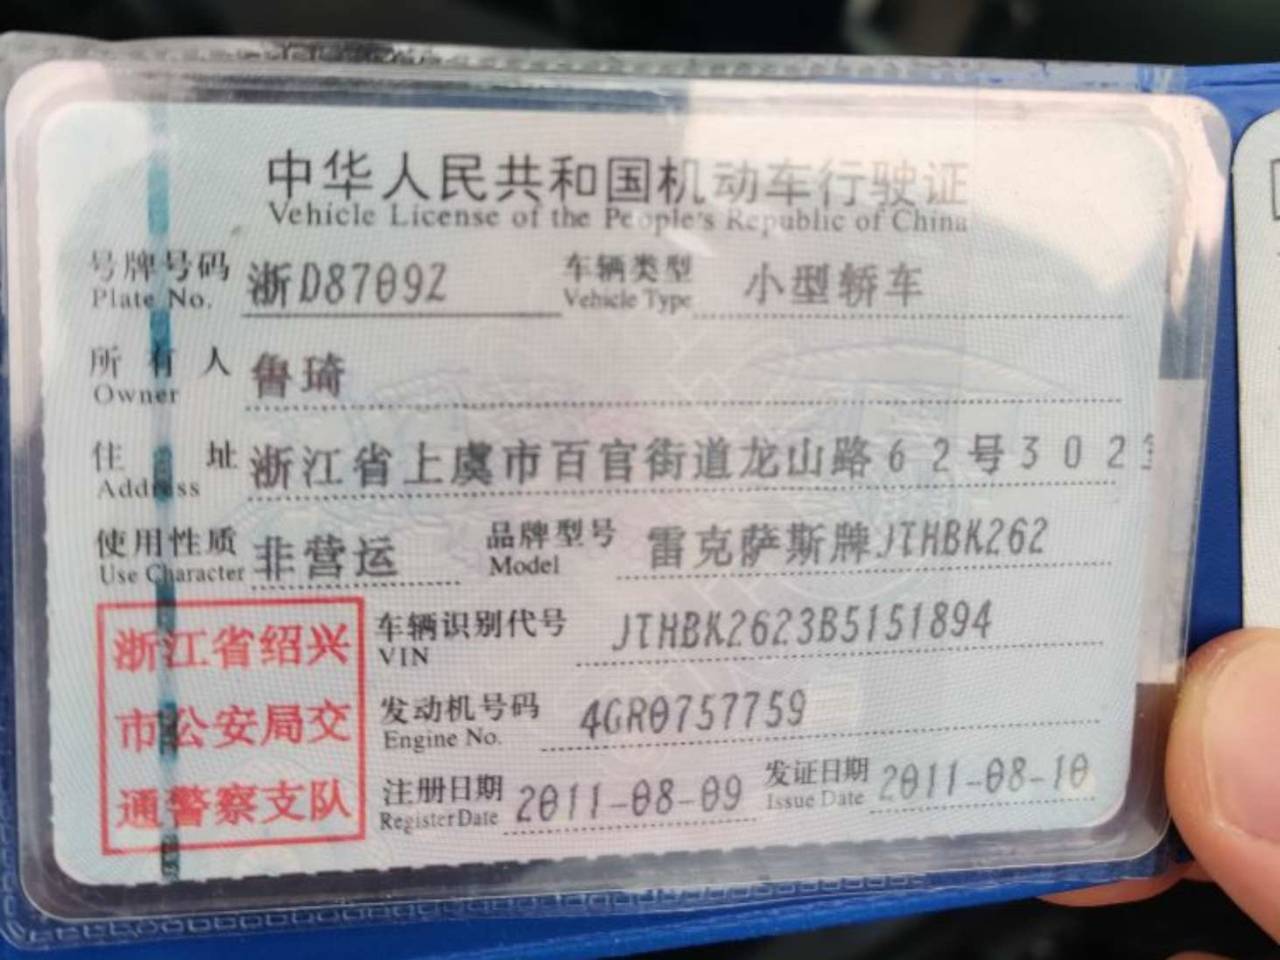 中华人民共和国机动车行驶证
Vehicle License of the People's Republic of China
号牌号码 浙D8709Z 车辆类型 小型轿车
Plate No. Vehicle Type
所有人 鲁琦
Owner
住址 浙江省上虞市百官街道龙山路62号302
Address
使用性质 非营运 品牌型号 雷克萨斯牌JTHBK262
Use Character Model
浙江省绍兴
市公安局交
通警察支队
车辆识别代号 JTHBK2623B5151894
VIN
发动机号码 4GR0757759
Engine No.
注册日期 2011-08-09 发证日期 2011-08-10
Register Date Issue Date